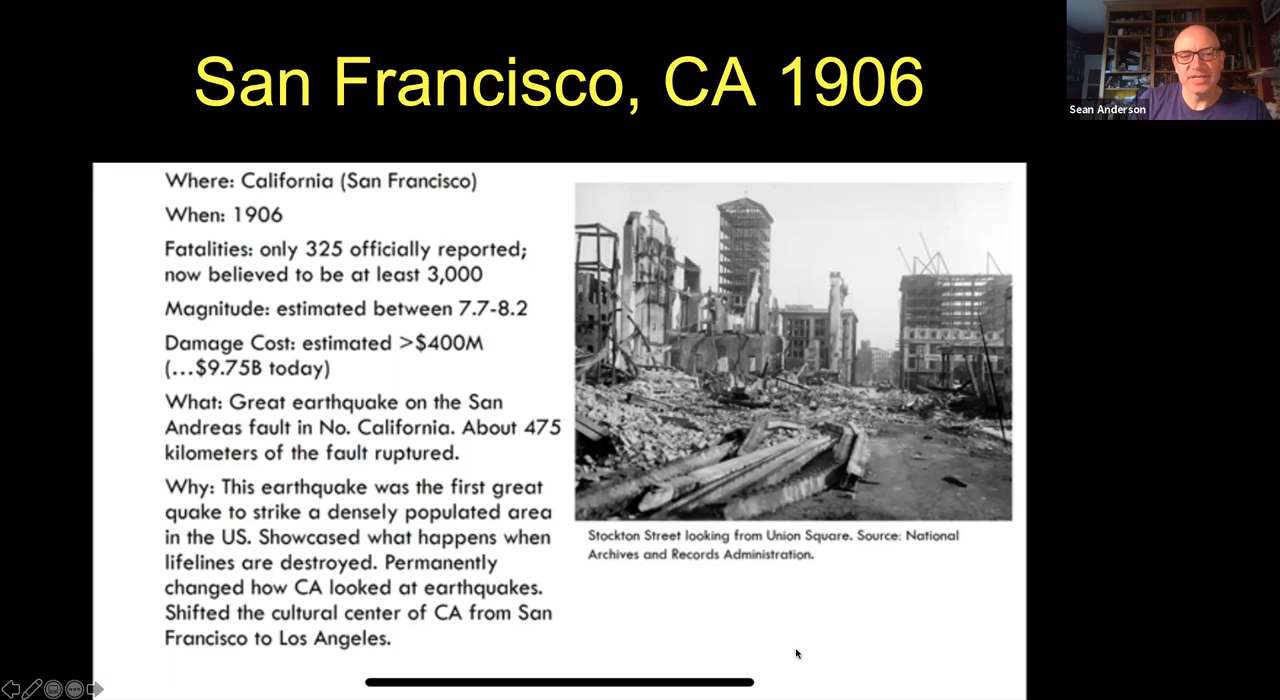 San Francisco, CA 1906
Sean Anderson
Where: California (San Francisco)
When: 1906
Fatalities: only 325 officially reported;
now believed to be at least 3,000
Magnitude: estimated between 7.7-8.2
Damage Cost: estimated >$400M
(...$9.75B today)
What: Great earthquake on the San
Andreas fault in No. California. About 475
kilometers of the fault ruptured.
Why: This earthquake was the first great
quake to strike a densely populated area
in the US. Showcased what happens when
lifelines are destroyed. Permanently
changed how CA looked at earthquakes.
Shifted the cultural center of CA from San
Francisco to Los Angeles.
Stockton Street looking from Union Square. Source: National
Archives and Records Administration.